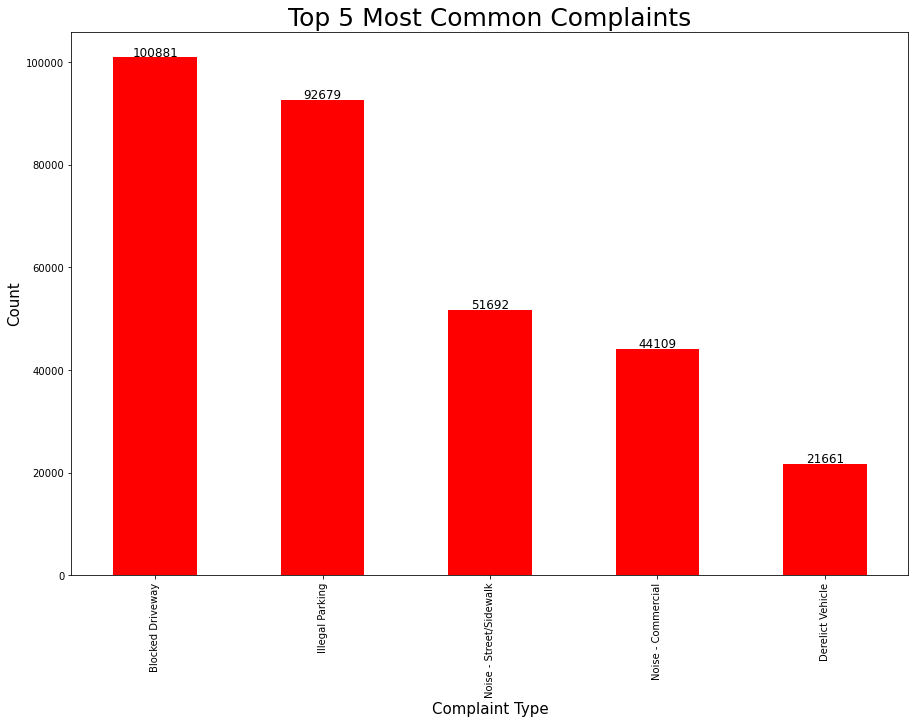 Top 5 Most Common Complaints
Count
100000
80000
60000
40000
20000
0
100881
92679
51692
44109
21661
Blocked Driveway
Illegal Parking
Noise - Street/Sidewalk
Noise - Commercial
Derelict Vehicle
Complaint Type